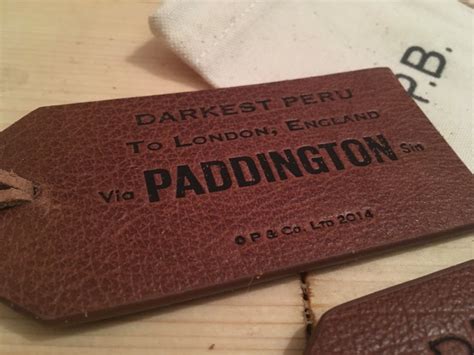 DARKEST PERU
TO LONDON, ENGLAND
Via PADDINGTON Stn
© P & Co. Ltd 2014
P.B.